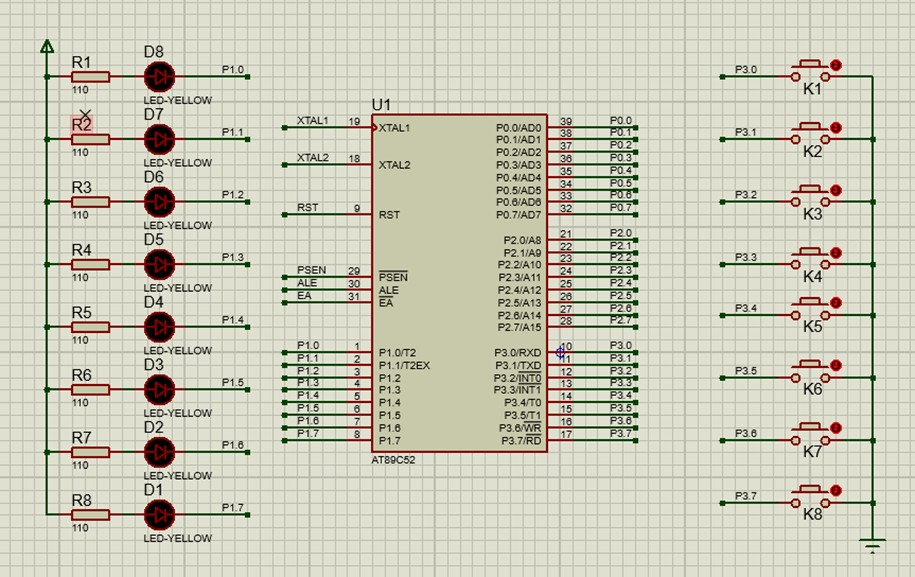 R1
110
D8
LED-YELLOW
P1.0
R2
110
D7
LED-YELLOW
P1.1
R3
110
D6
LED-YELLOW
P1.2
R4
110
D5
LED-YELLOW
P1.3
R5
110
D4
LED-YELLOW
P1.4
R6
110
D3
LED-YELLOW
P1.5
R7
110
D2
LED-YELLOW
P1.6
R8
110
D1
LED-YELLOW
P1.7
U1
XTAL1 19 XTAL1
XTAL2 18 XTAL2
RST 9 RST
PSEN 29 PSEN
ALE 30 ALE
EA 31 EA
P1.0 1 P1.0/T2
P1.1 2 P1.1/T2EX
P1.2 3 P1.2
P1.3 4 P1.3
P1.4 5 P1.4
P1.5 6 P1.5
P1.6 7 P1.6
P1.7 8 P1.7
P0.0/AD0 39 P0.0
P0.1/AD1 38 P0.1
P0.2/AD2 37 P0.2
P0.3/AD3 36 P0.3
P0.4/AD4 35 P0.4
P0.5/AD5 34 P0.5
P0.6/AD6 33 P0.6
P0.7/AD7 32 P0.7
P2.0/A8 21 P2.0
P2.1/A9 22 P2.1
P2.2/A10 23 P2.2
P2.3/A11 24 P2.3
P2.4/A12 25 P2.4
P2.5/A13 26 P2.5
P2.6/A14 27 P2.6
P2.7/A15 28 P2.7
P3.0/RXD 10 P3.0
P3.1/TXD 11 P3.1
P3.2/INT0 12 P3.2
P3.3/INT1 13 P3.3
P3.4/T0 14 P3.4
P3.5/T1 15 P3.5
P3.6/WR 16 P3.6
P3.7/RD 17 P3.7
AT89C52
P3.0
K1
P3.1
K2
P3.2
K3
P3.3
K4
P3.4
K5
P3.5
K6
P3.6
K7
P3.7
K8